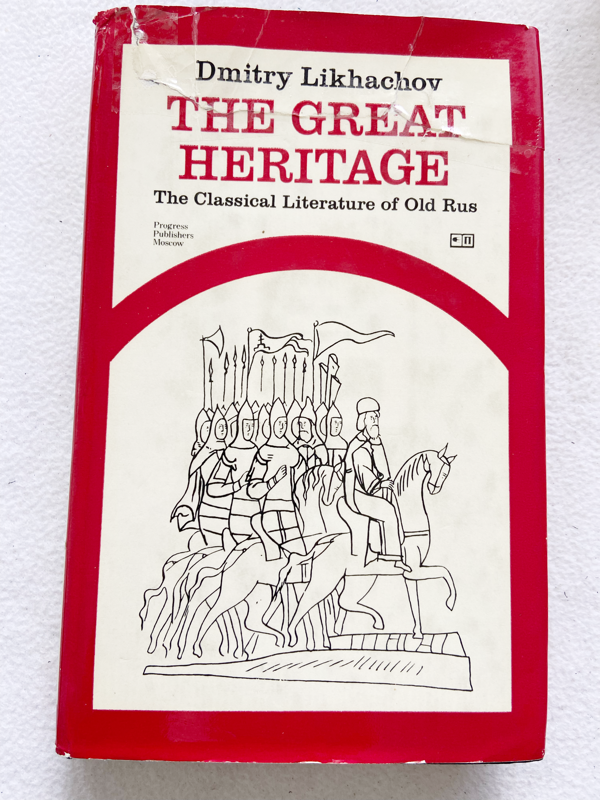 Dmitry Likhachov
THE GREAT
HERITAGE
The Classical Literature of Old Rus
Progress
Publishers
Moscow